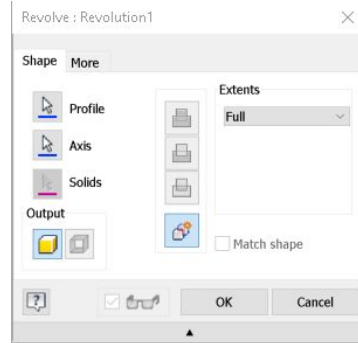 Revolve : Revolution1
Shape More
Extents
Profile
Full
Axis
Solids
Output
Match shape
?
OK Cancel